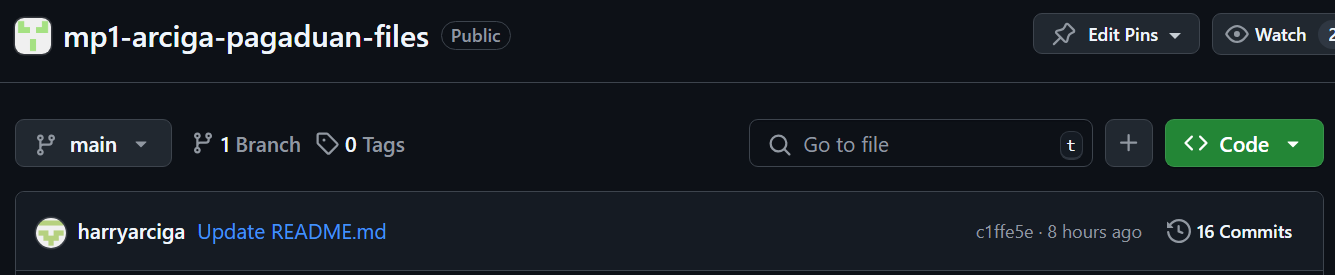 mp1-arciga-pagaduan-files Public Edit Pins Watch 2
main 1 Branch 0 Tags Go to file t Code
harryarciga Update README.md c1ffe5e · 8 hours ago 16 Commits